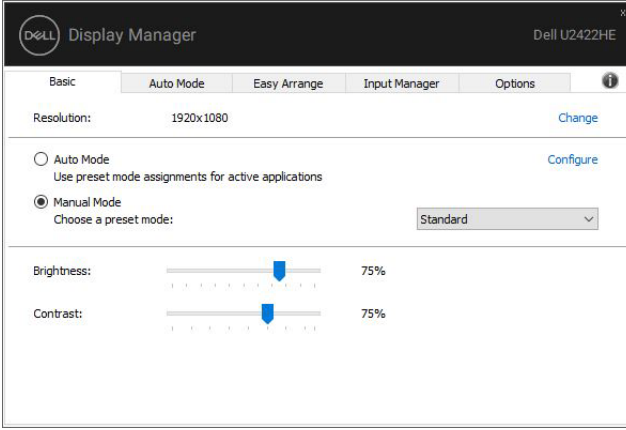 x
DELL Display Manager Dell U2422HE
Basic Auto Mode Easy Arrange Input Manager Options i
Resolution: 1920x1080 Change
Auto Mode Configure
Use preset mode assignments for active applications
Manual Mode
Choose a preset mode: Standard
Brightness: 75%
Contrast: 75%